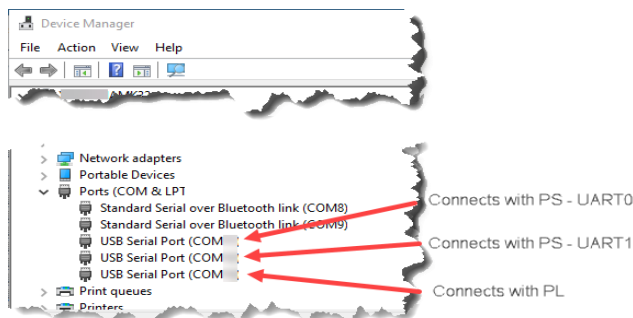 Device Manager
File Action View Help
Network adapters
Portable Devices
Ports (COM & LPT
Standard Serial over Bluetooth link (COM8)
Connects with PS - UART0
Standard Serial over Bluetooth link (COM9)
USB Serial Port (COM
Connects with PS - UART1
USB Serial Port (COM
USB Serial Port (COM
Connects with PL
Print queues
Printers